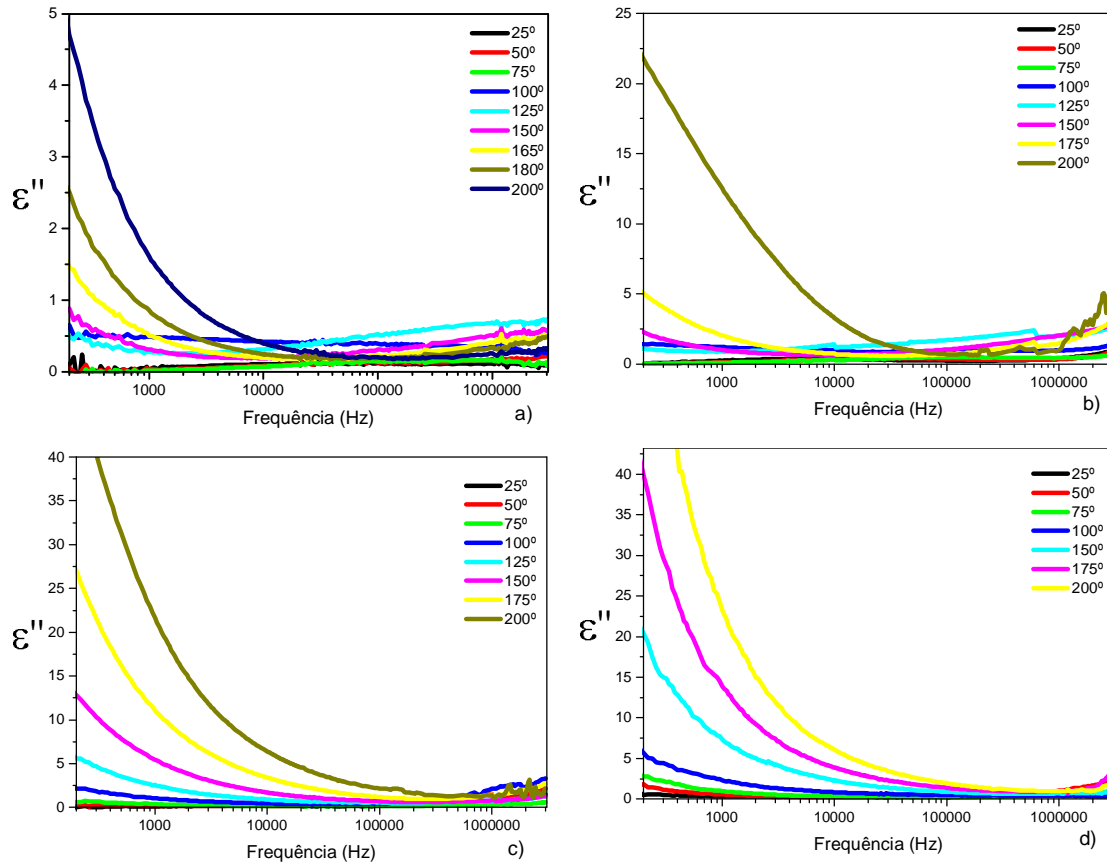 5
4
3
2
1
0
ε''
25º
50º
75º
100º
125º
150º
165º
180º
200º
1000 10000 100000 1000000
Frequência (Hz)
a)
25
20
15
10
5
0
ε''
25º
50º
75º
100º
125º
150º
175º
200º
1000 10000 100000 1000000
Frequência (Hz)
b)
40
35
30
25
20
15
10
5
0
ε''
25º
50º
75º
100º
125º
150º
175º
200º
1000 10000 100000 1000000
Frequência (Hz)
c)
40
35
30
25
20
15
10
5
0
ε''
25º
50º
75º
100º
150º
175º
200º
1000 10000 100000 1000000
Frequência (Hz)
d)